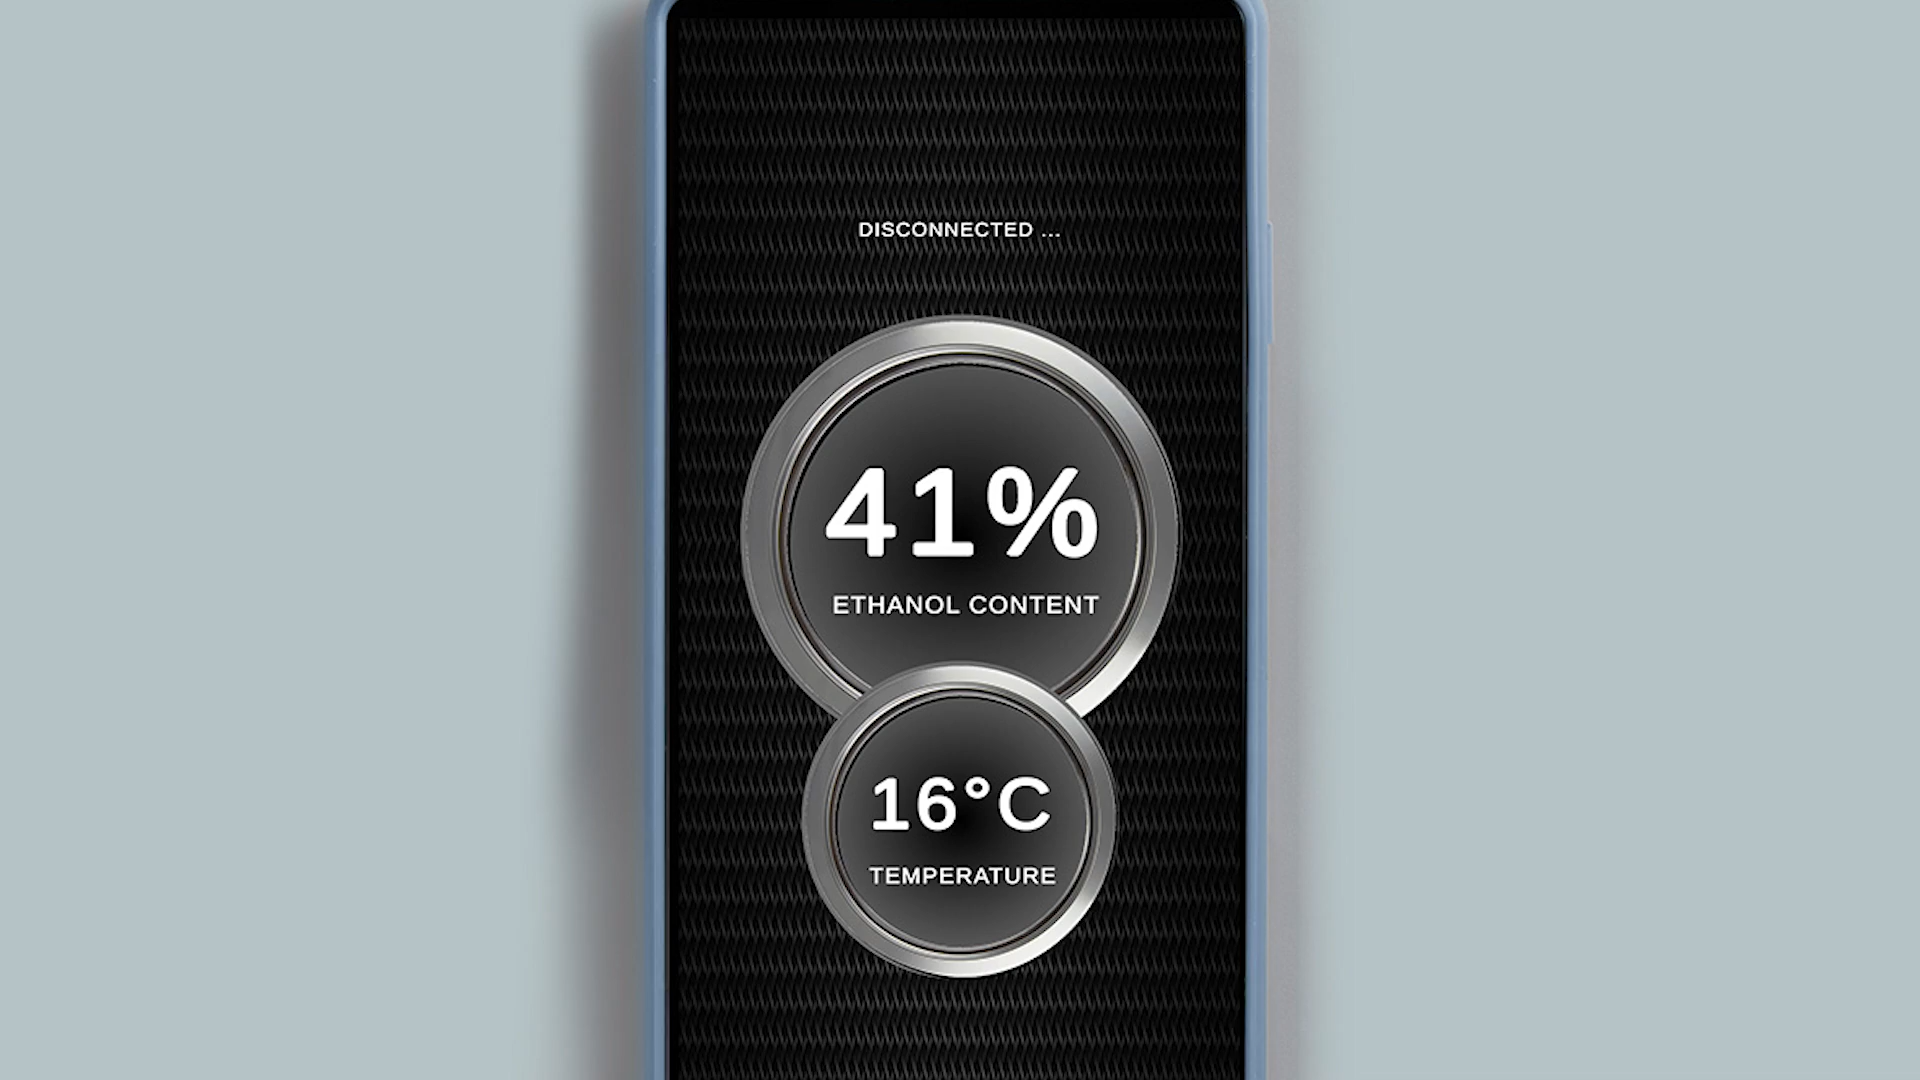 DISCONNECTED ...
41%
ETHANOL CONTENT
16°C
TEMPERATURE